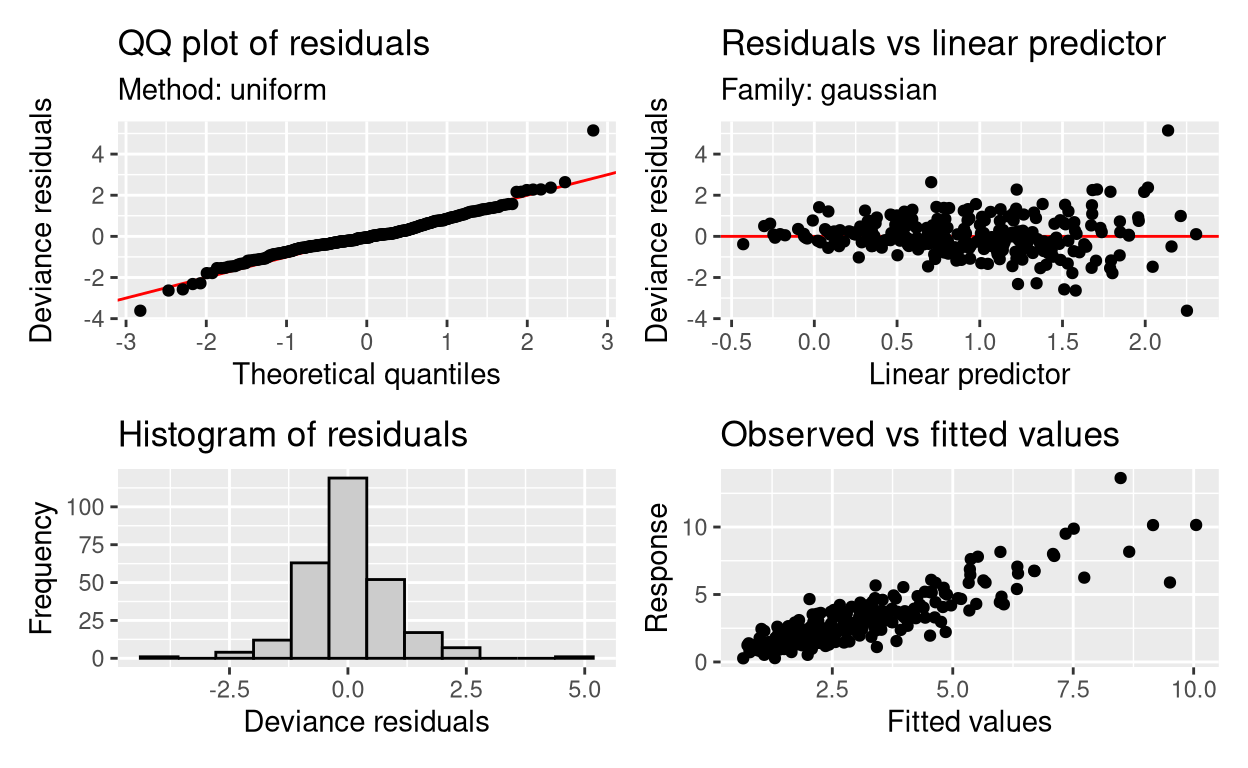 QQ plot of residuals
Method: uniform
Deviance residuals
4
2
0
-2
-4
-3 -2 -1 0 1 2 3
Theoretical quantiles
Residuals vs linear predictor
Family: gaussian
Deviance residuals
4
2
0
-2
-4
-0.5 0.0 0.5 1.0 1.5 2.0
Linear predictor
Histogram of residuals
Frequency
100
75
50
25
0
-2.5 0.0 2.5 5.0
Deviance residuals
Observed vs fitted values
Response
10
5
0
2.5 5.0 7.5 10.0
Fitted values